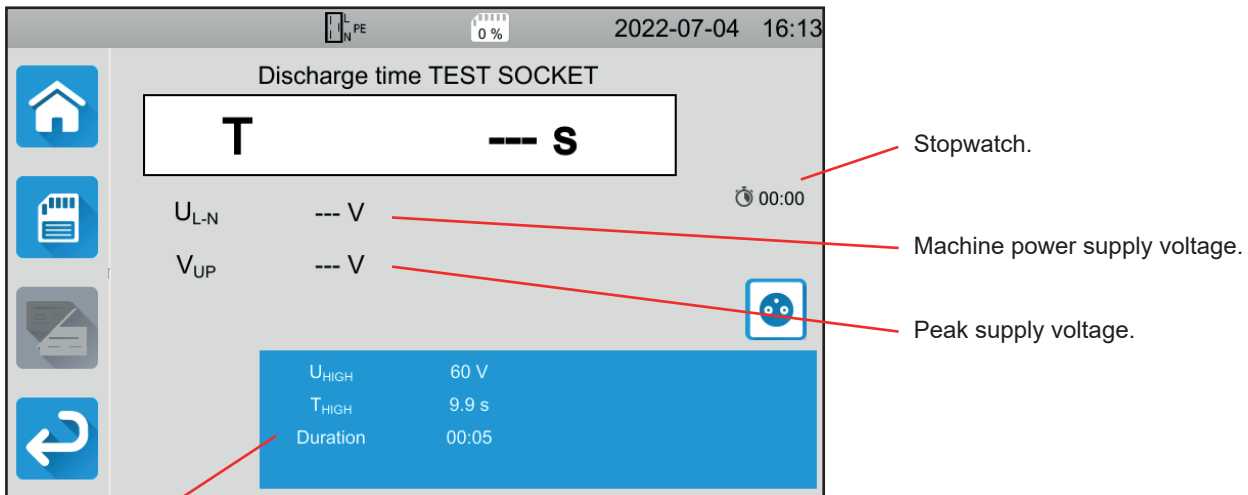 L
N PE 0 % 2022-07-04 16:13
Discharge time TEST SOCKET
T --- s
Stopwatch.
00:00
UL-N --- V
Machine power supply voltage.
VUP --- V
Peak supply voltage.
UHIGH 60 V
THIGH 9.9 s
Duration 00:05